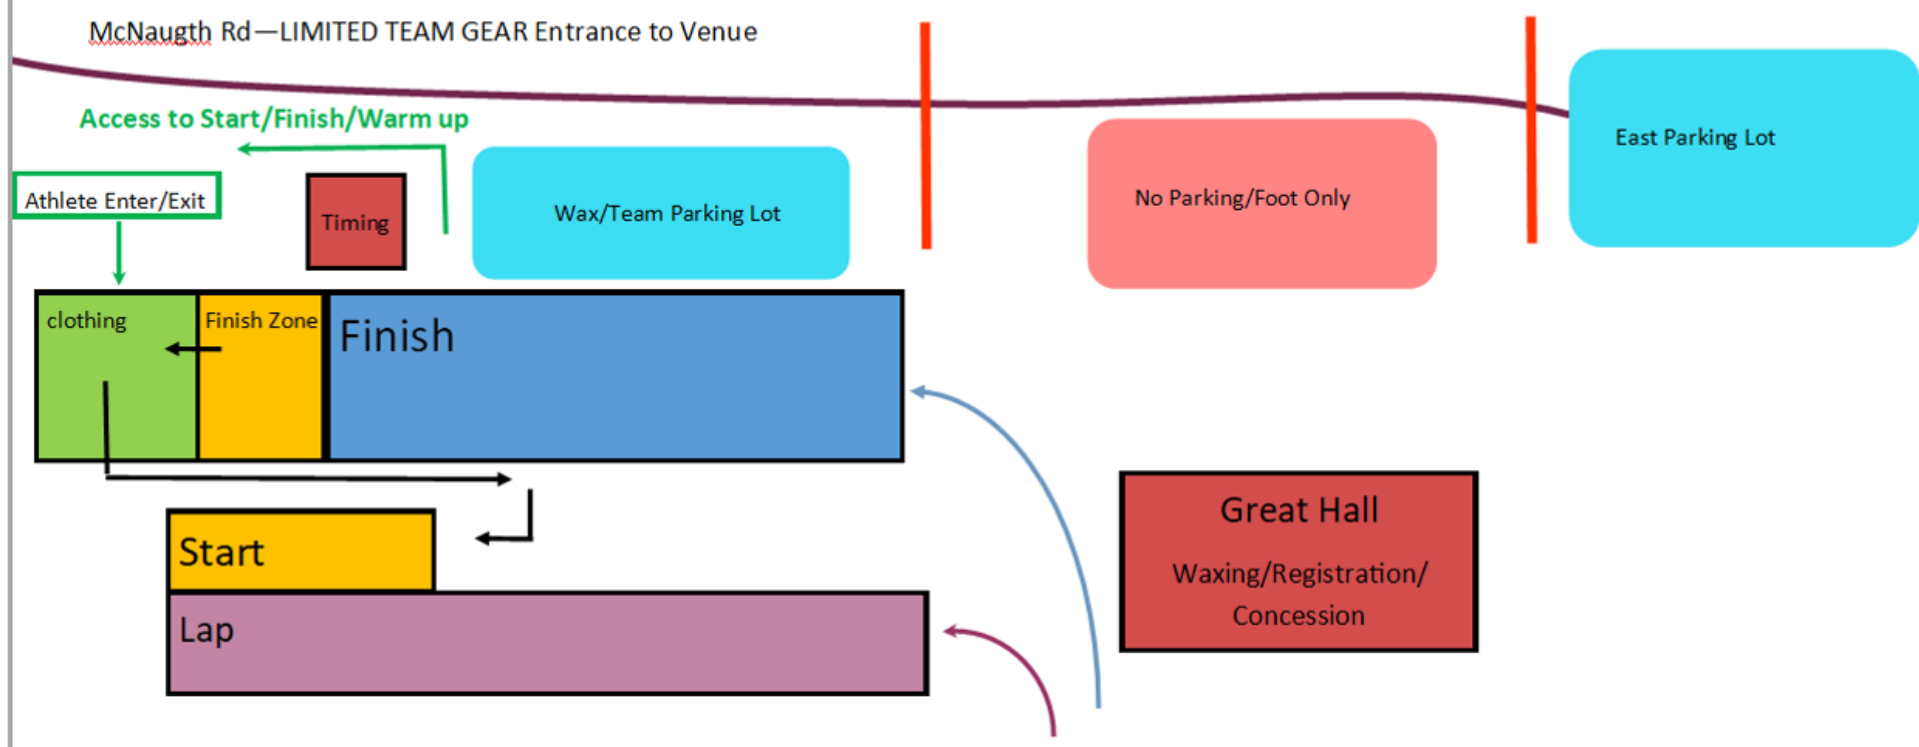 McNaugth Rd—LIMITED TEAM GEAR Entrance to Venue
Access to Start/Finish/Warm up
East Parking Lot
Athlete Enter/Exit
Timing
Wax/Team Parking Lot
No Parking/Foot Only
clothing
Finish Zone
Finish
Start
Lap
Great Hall
Waxing/Registration/
Concession